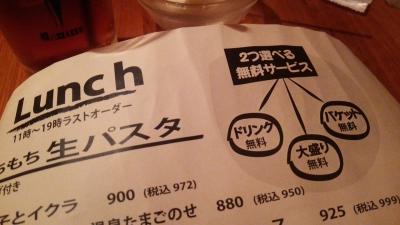 Lunch
11時〜19時ラストオーダー
2つ選べる
無料サービス
ドリンク
無料
大盛り
無料
バケット
無料
もち 生パスタ
付き
子とイクラ 900 (税込 972)
温泉たまごのせ 880 (税込 950)
925 (税込 999)